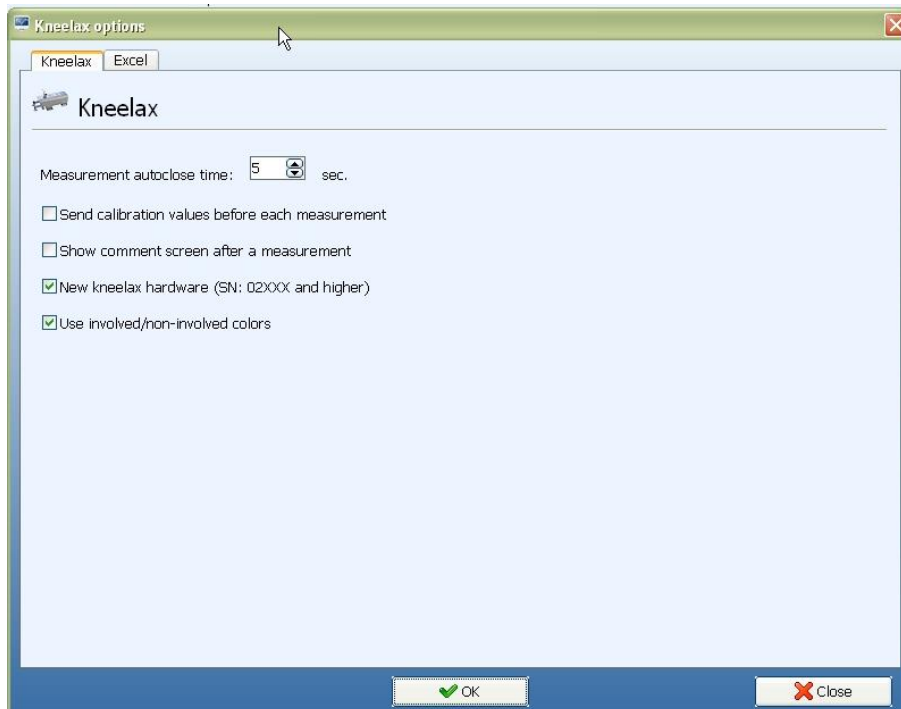 Kneelax options
Kneelax Excel
Kneelax
Measurement autoclose time: 5 sec.
Send calibration values before each measurement
Show comment screen after a measurement
New kneelax hardware (SN: 02XXX and higher)
Use involved/non-involved colors
OK Close